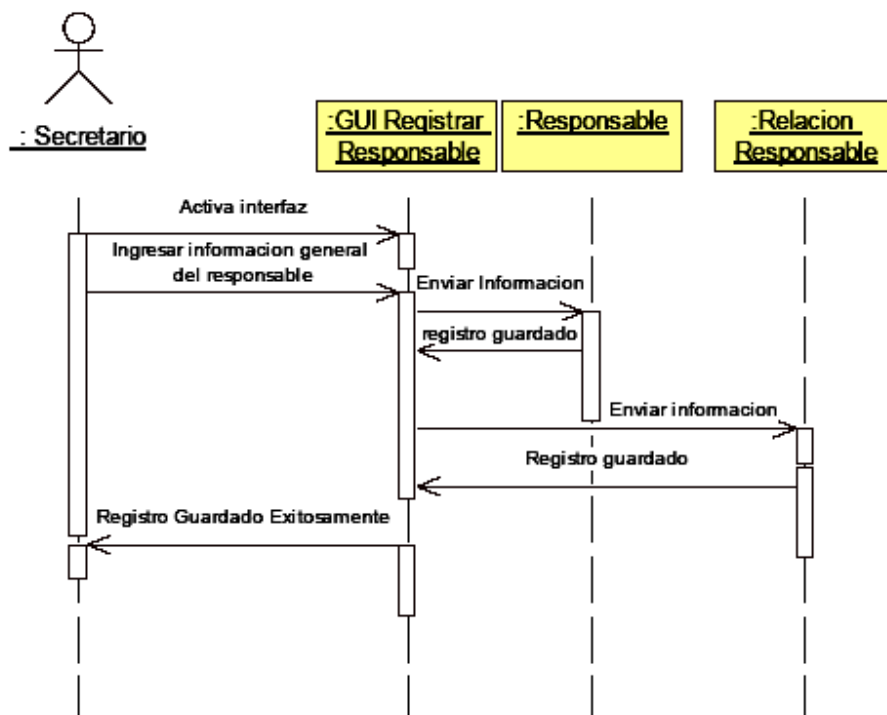 : Secretario
:GUI Registrar
Responsable
:Responsable
:Relacion
Responsable
Activa interfaz
Ingresar informacion general
del responsable
Enviar Informacion
registro guardado
Enviar informacion
Registro guardado
Registro Guardado Exitosamente